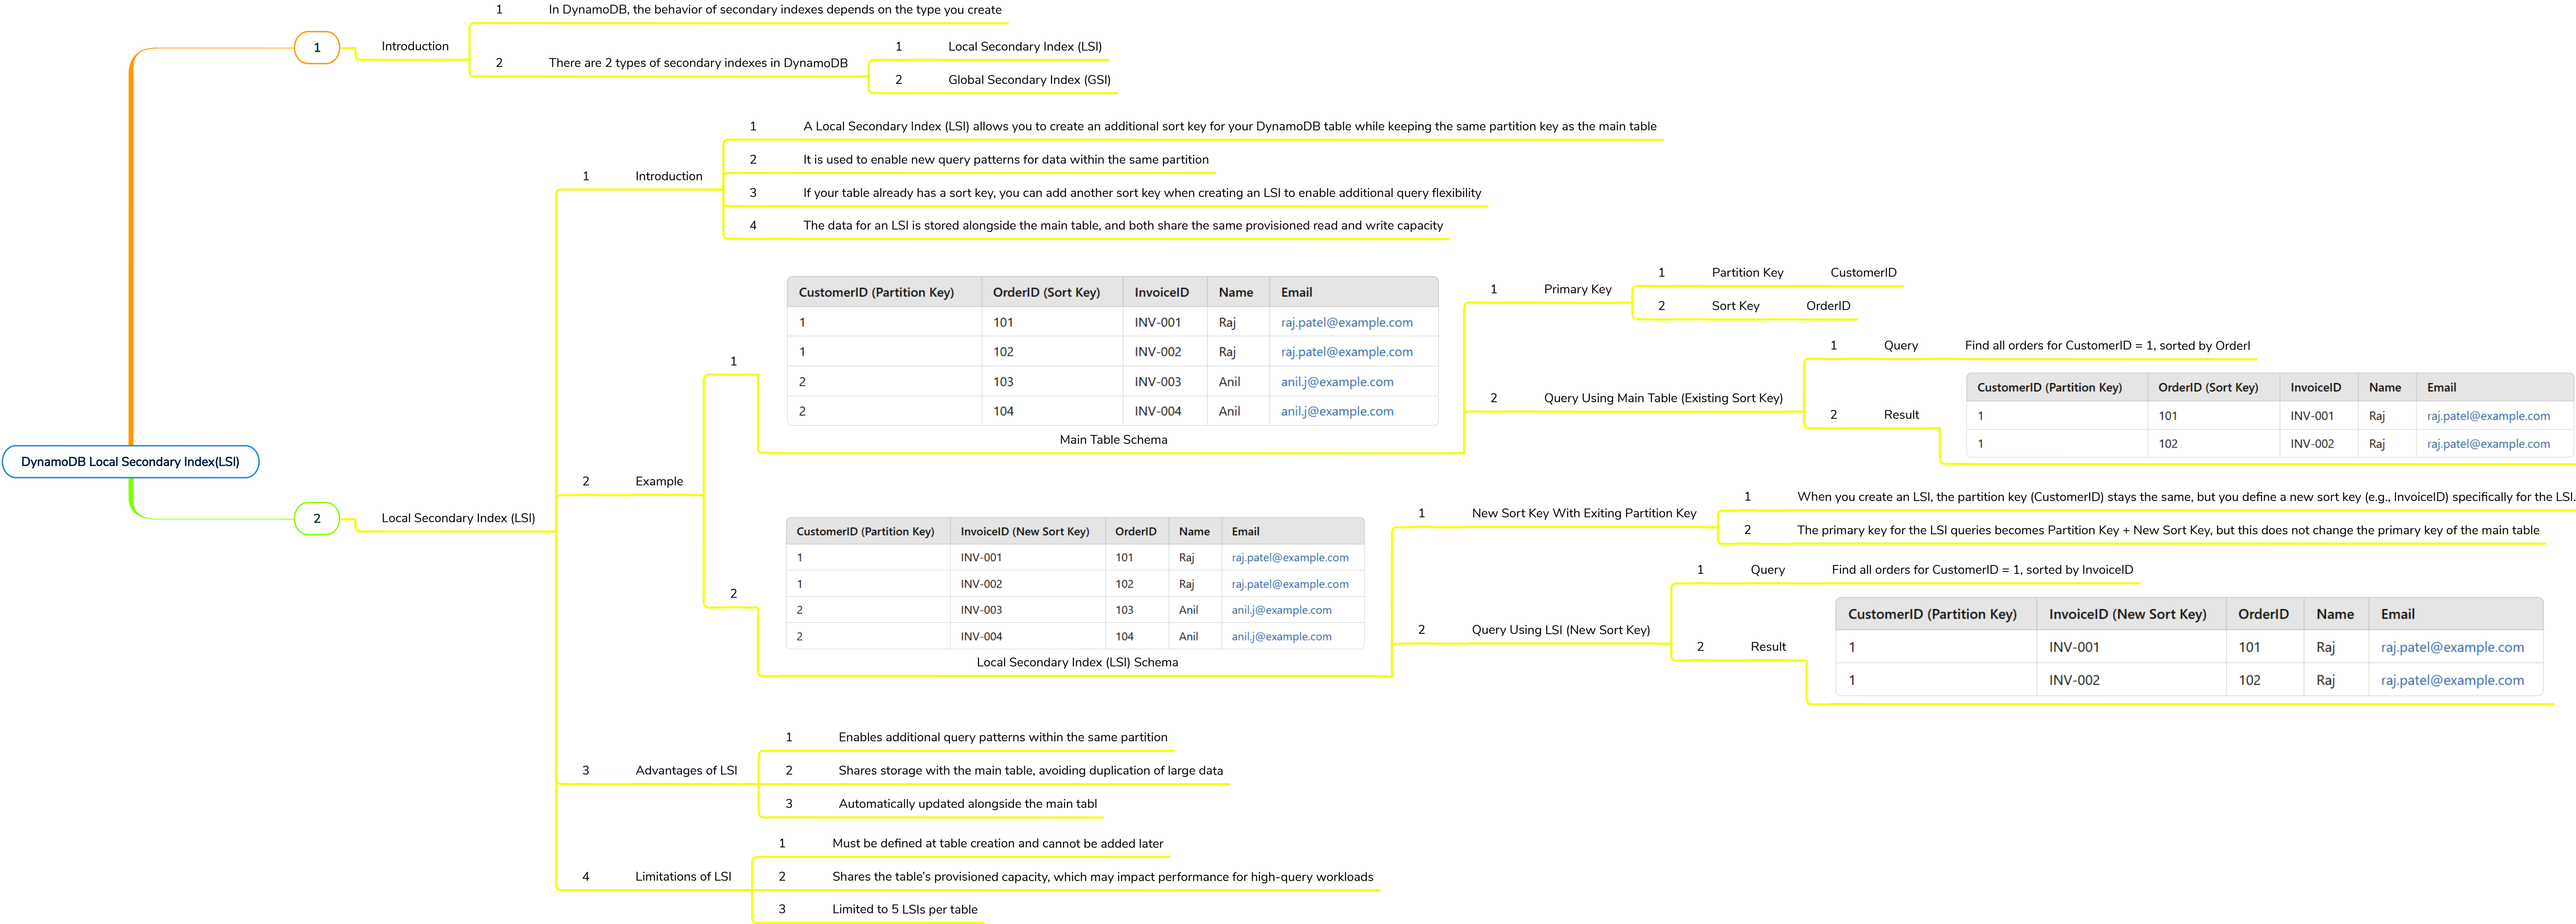 DynamoDB Local Secondary Index(LSI)
1
Introduction
1 In DynamoDB, the behavior of secondary indexes depends on the type you create
2 There are 2 types of secondary indexes in DynamoDB
1 Local Secondary Index (LSI)
2 Global Secondary Index (GSI)
2
Local Secondary Index (LSI)
1 Introduction
1 A Local Secondary Index (LSI) allows you to create an additional sort key for your DynamoDB table while keeping the same partition key as the main table
2 It is used to enable new query patterns for data within the same partition
3 If your table already has a sort key, you can add another sort key when creating an LSI to enable additional query flexibility
4 The data for an LSI is stored alongside the main table, and both share the same provisioned read and write capacity
2 Example
1
CustomerID (Partition Key) OrderID (Sort Key) InvoiceID Name Email
1 101 INV-001 Raj raj.patel@example.com
1 102 INV-002 Raj raj.patel@example.com
2 103 INV-003 Anil anil.j@example.com
2 104 INV-004 Anil anil.j@example.com
Main Table Schema
1 Primary Key
1 Partition Key CustomerID
2 Sort Key OrderID
2 Query Using Main Table (Existing Sort Key)
1 Query Find all orders for CustomerID = 1, sorted by OrderI
2 Result
CustomerID (Partition Key) OrderID (Sort Key) InvoiceID Name Email
1 101 INV-001 Raj raj.patel@example.com
1 102 INV-002 Raj raj.patel@example.com
2
CustomerID (Partition Key) InvoiceID (New Sort Key) OrderID Name Email
1 INV-001 101 Raj raj.patel@example.com
1 INV-002 102 Raj raj.patel@example.com
2 INV-003 103 Anil anil.j@example.com
2 INV-004 104 Anil anil.j@example.com
Local Secondary Index (LSI) Schema
1 New Sort Key With Exiting Partition Key
1 When you create an LSI, the partition key (CustomerID) stays the same, but you define a new sort key (e.g., InvoiceID) specifically for the LSI.
2 The primary key for the LSI queries becomes Partition Key + New Sort Key, but this does not change the primary key of the main table
2 Query Using LSI (New Sort Key)
1 Query Find all orders for CustomerID = 1, sorted by InvoiceID
2 Result
CustomerID (Partition Key) InvoiceID (New Sort Key) OrderID Name Email
1 INV-001 101 Raj raj.patel@example.com
1 INV-002 102 Raj raj.patel@example.com
3 Advantages of LSI
1 Enables additional query patterns within the same partition
2 Shares storage with the main table, avoiding duplication of large data
3 Automatically updated alongside the main tabl
4 Limitations of LSI
1 Must be defined at table creation and cannot be added later
2 Shares the table's provisioned capacity, which may impact performance for high-query workloads
3 Limited to 5 LSIs per table